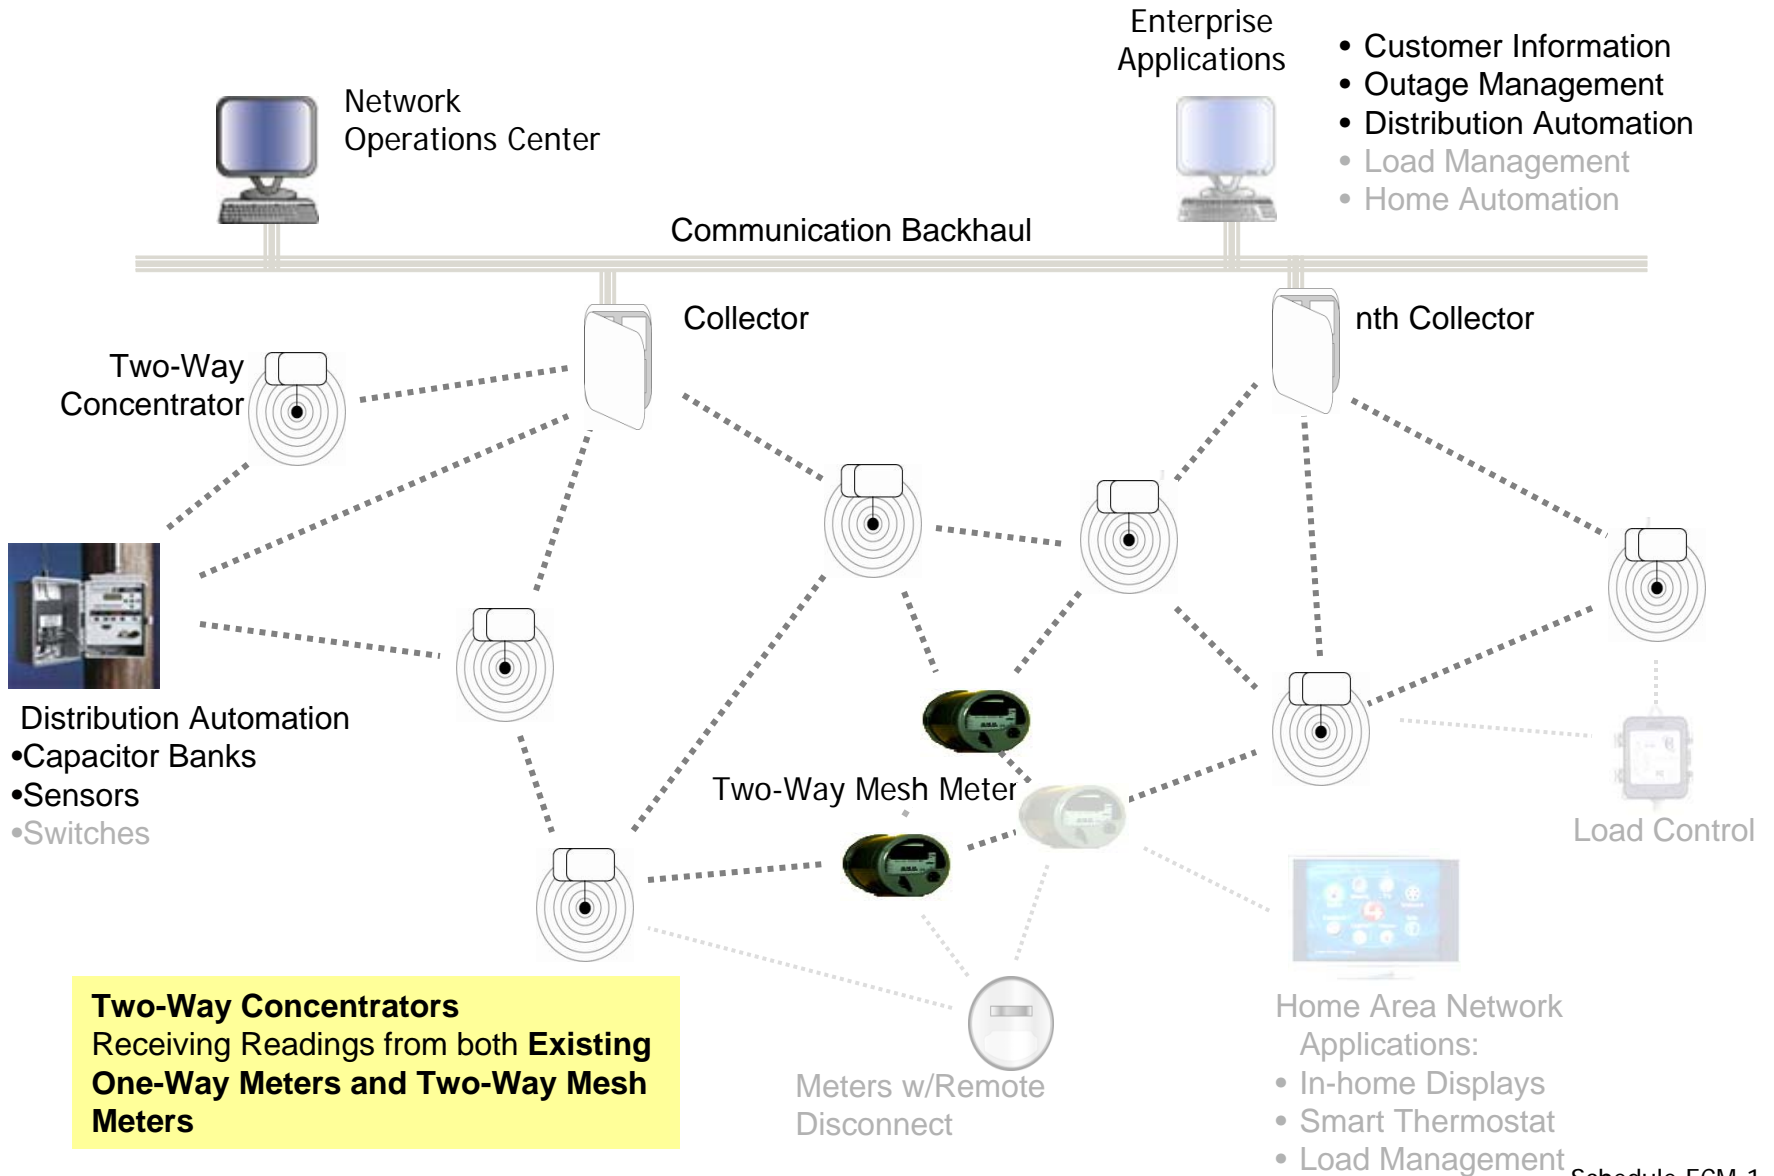 Enterprise
Applications
• Customer Information
• Outage Management
• Distribution Automation
• Load Management
• Home Automation
Network
Operations Center
Communication Backhaul
Collector
nth Collector
Two-Way
Concentrator
Distribution Automation
•Capacitor Banks
•Sensors
•Switches
Two-Way Mesh Meter
Load Control
Two-Way Concentrators
Receiving Readings from both Existing
One-Way Meters and Two-Way Mesh
Meters
Meters w/Remote
Disconnect
Home Area Network
Applications:
• In-home Displays
• Smart Thermostat
• Load Management